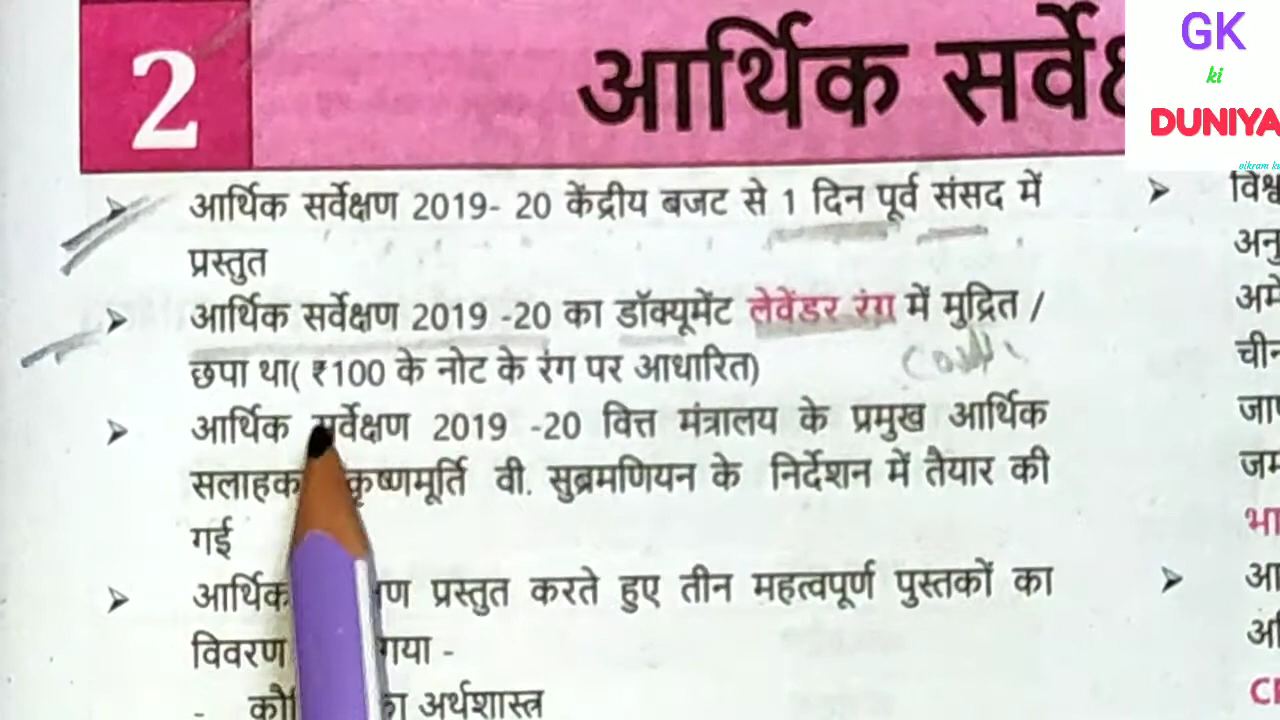 2
आर्थिक सर्वे
GK
ki
DUNIYA
आर्थिक सर्वेक्षण 2019- 20 केंद्रीय बजट से 1 दिन पूर्व संसद में
प्रस्तुत
आर्थिक सर्वेक्षण 2019 -20 का डॉक्यूमेंट लेवेंडर रंग में मुद्रित /
छपा था( ₹100 के नोट के रंग पर आधारित)
आर्थिक सर्वेक्षण 2019 -20 वित्त मंत्रालय के प्रमुख आर्थिक
कृष्णमूर्ति वी. सुब्रमणियन के निर्देशन में तैयार की
गई
आर्थिक प्रस्तुत करते हुए तीन महत्वपूर्ण पुस्तकों का
विवरण गया -
- अर्थशास्त्र